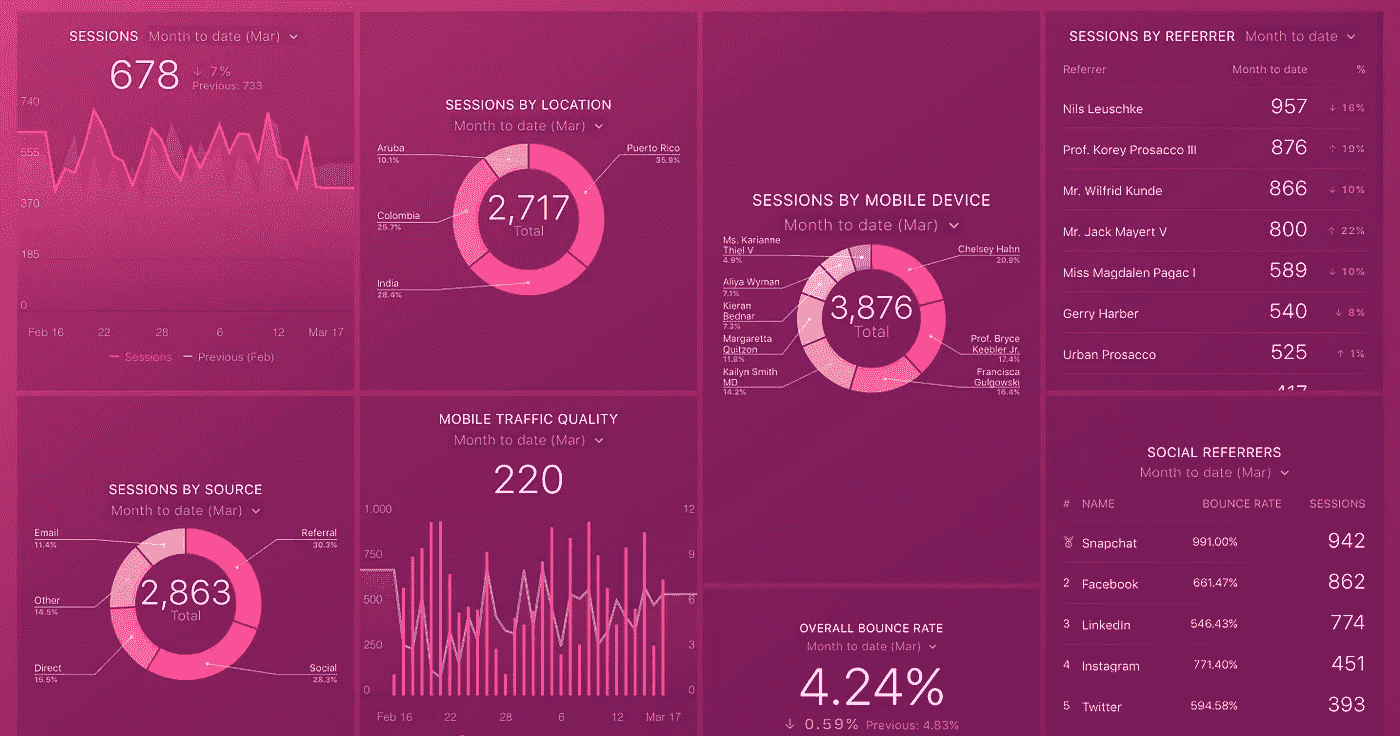 SESSIONS Month to date (Mar)
678 ↓ 7%
Previous: 733
740
555
370
185
0
Feb 16 22 28 6 12 Mar 17
Sessions Previous (Feb)
SESSIONS BY LOCATION
Month to date (Mar)
Aruba
10.1%
Puerto Rico
35.9%
Colombia
25.7%
India
28.4%
2,717
Total
SESSIONS BY MOBILE DEVICE
Month to date (Mar)
Ms. Karianne
Thiel V
4.9%
Chelsey Hahn
20.9%
Aliya Wyman
7.1%
Kieran
Bednar
7.3%
Margaretta
Quitzon
11.8%
Kailyn Smith
MD
14.2%
Prof. Bryce
Keebler Jr.
17.4%
Francisca
Gulgowski
16.4%
3,876
Total
SESSIONS BY REFERRER Month to date
Referrer Month to date %
Nils Leuschke 957 ↓ 16%
Prof. Korey Prosacco III 876 ↑ 19%
Mr. Wilfrid Kunde 866 ↓ 10%
Mr. Jack Mayert V 800 ↑ 22%
Miss Magdalen Pagac I 589 ↓ 10%
Gerry Harber 540 ↓ 8%
Urban Prosacco 525 ↑ 1%
SESSIONS BY SOURCE
Month to date (Mar)
Email
11.4%
Referral
30.3%
Other
14.5%
Direct
15.5%
Social
28.3%
2,863
Total
MOBILE TRAFFIC QUALITY
Month to date (Mar)
220
1,000 12
750 9
500 6
250 3
0 0
Feb 16 22 28 6 12 Mar 17
OVERALL BOUNCE RATE
Month to date (Mar)
4.24%
↓ 0.59% Previous: 4.83%
SOCIAL REFERRERS
Month to date (Mar)
# NAME BOUNCE RATE SESSIONS
Snapchat 991.00% 942
2 Facebook 661.47% 862
3 LinkedIn 546.43% 774
4 Instagram 771.40% 451
5 Twitter 594.58% 393